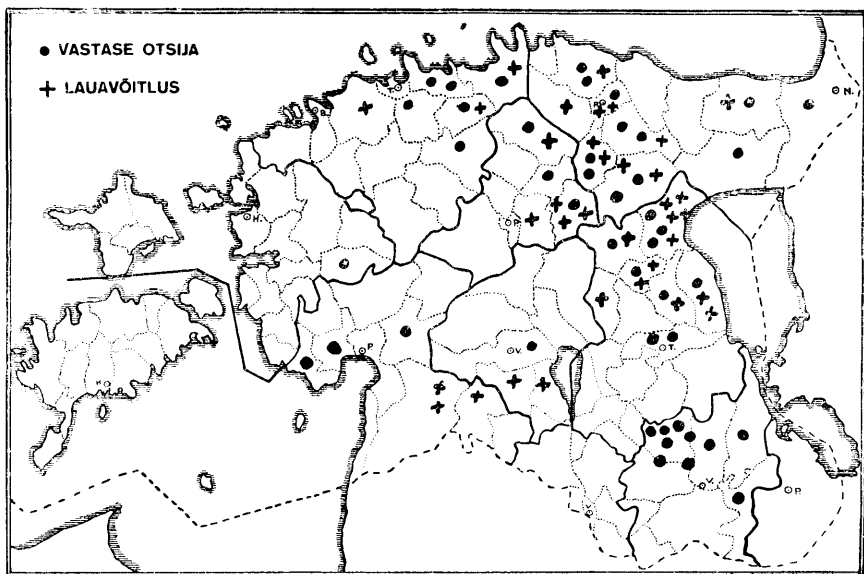 ● VASTASE OTSIJA
+ LAUAVÕITLUS
N.
H.
P.
P.
V.
T.
K.
V.
P.